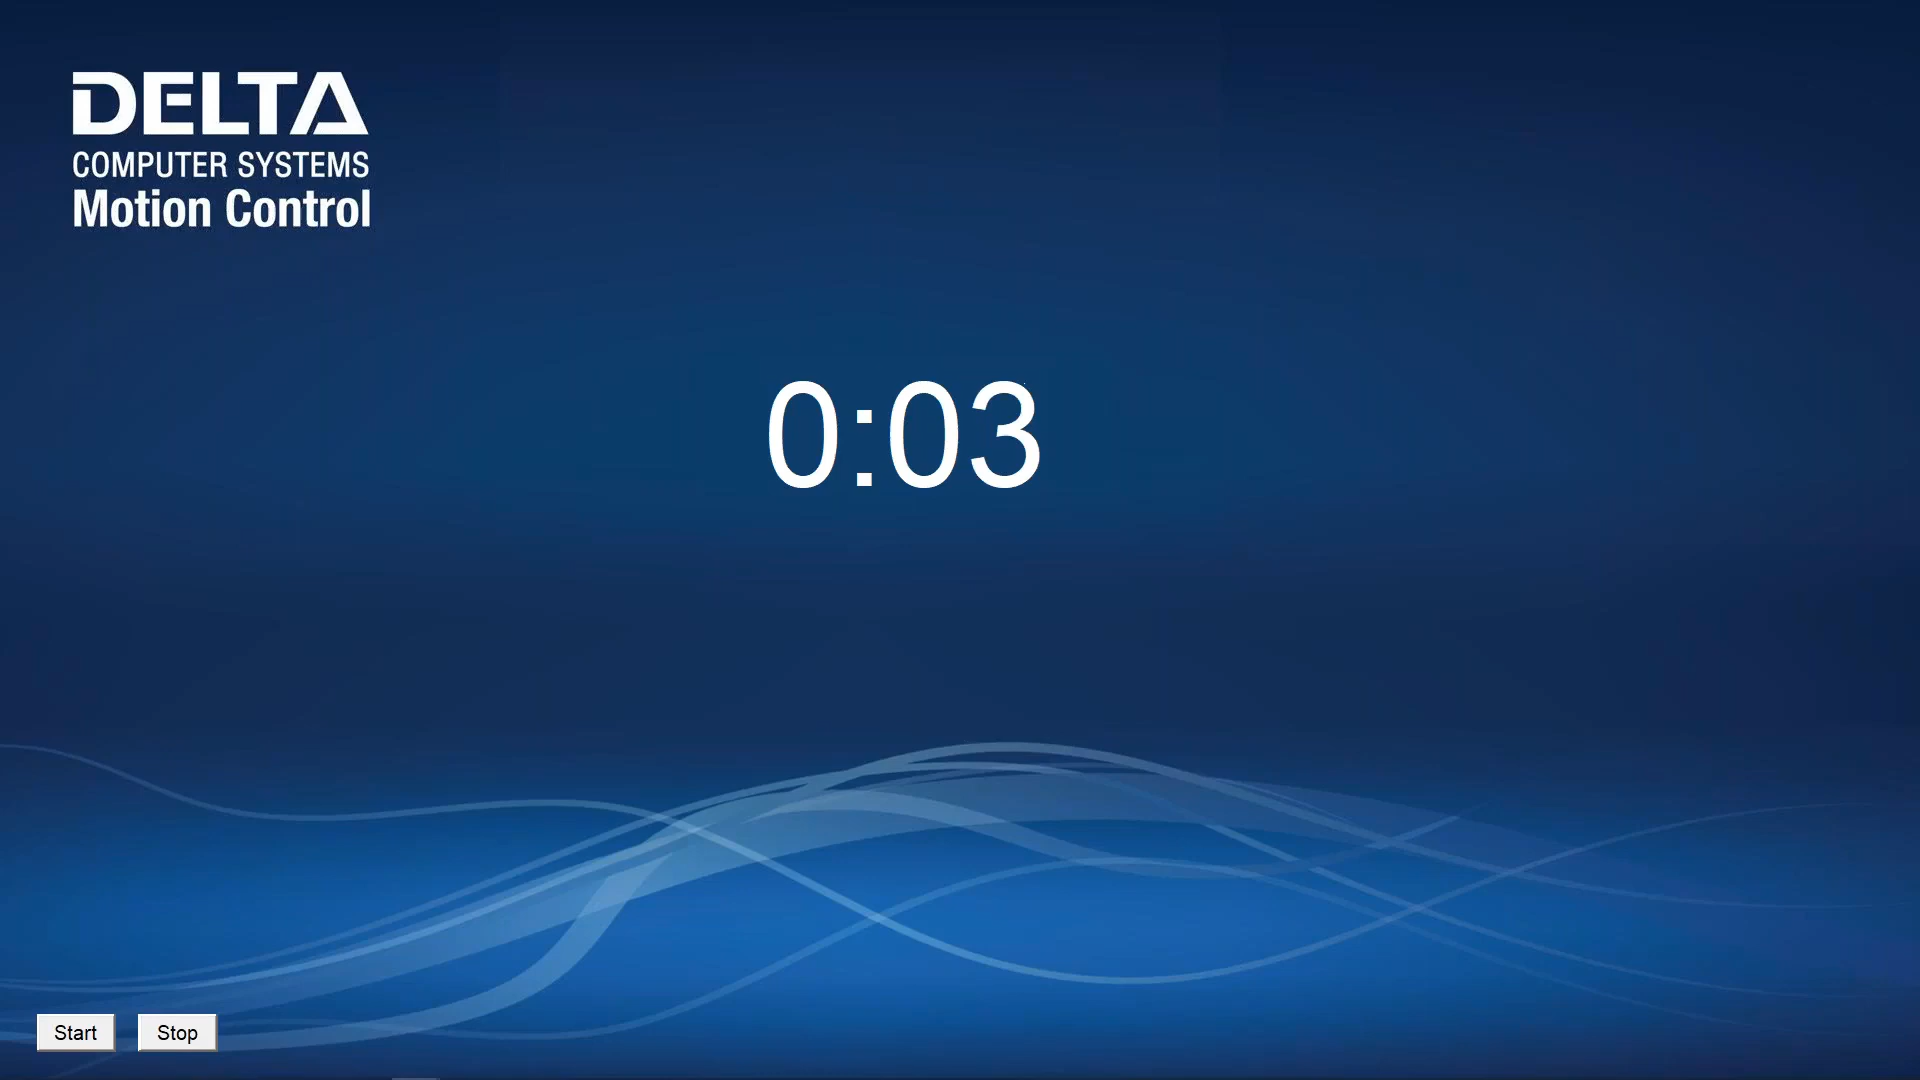 DELTA
COMPUTER SYSTEMS
Motion Control
0:03
Start
Stop